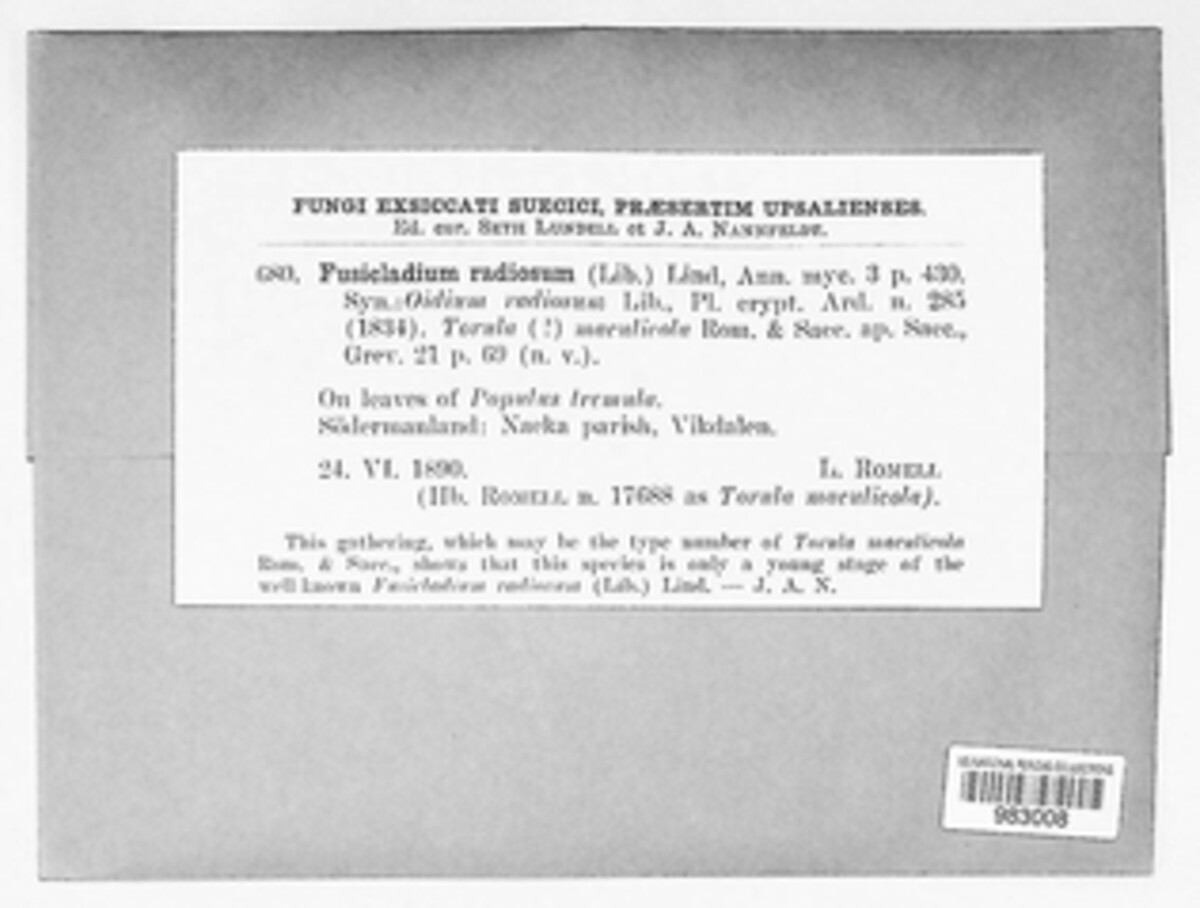 FUNGI EXSICCATI SUECICI, PRÆSERTIM UPSALIENSES.
Ed. cur. SETH LUNDELL et J. A. NANNFELDT.
680. Fusicladium radiosum (Lib.) Lind, Ann. myc. 3 p. 430.
Syn.: Oidium radiosum Lib., Pl. crypt. Ard. n. 285
(1834). Torula (?) maculicola Rom. & Sacc. ap. Sacc.,
Grev. 21 p. 69 (n. v.).
On leaves of Populus tremula.
Södermanland: Nacka parish, Vikdalen.
24. VI. 1890. L. ROMELL
(Hb. ROMELL n. 17688 as Torula maculicola).
This gathering, which may be the type number of Torula maculicola
Rom. & Sacc., shows that this species is only a young stage of the
well-known Fusicladium radiosum (Lib.) Lind. — J. A. N.
983008